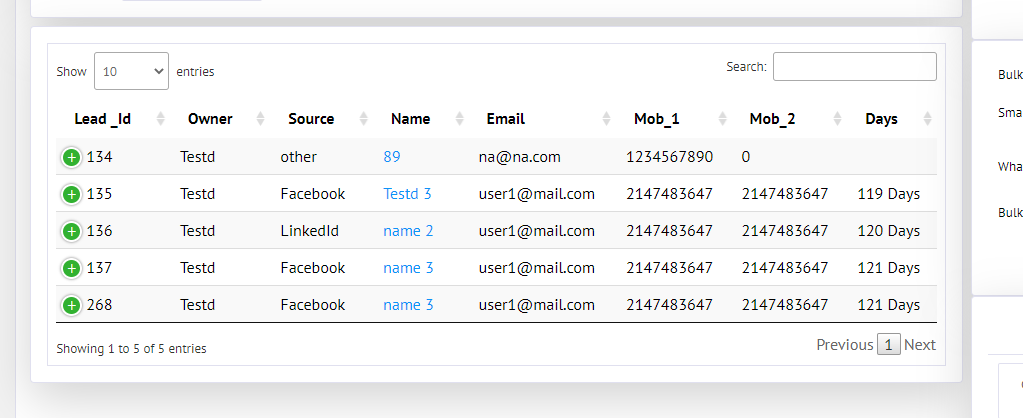 Show 10 entries
Search:
Lead _Id Owner Source Name Email Mob_1 Mob_2 Days
134 Testd other 89 na@na.com 1234567890 0
135 Testd Facebook Testd 3 user1@mail.com 2147483647 2147483647 119 Days
136 Testd LinkedId name 2 user1@mail.com 2147483647 2147483647 120 Days
137 Testd Facebook name 3 user1@mail.com 2147483647 2147483647 121 Days
268 Testd Facebook name 3 user1@mail.com 2147483647 2147483647 121 Days
Showing 1 to 5 of 5 entries
Previous 1 Next
Bulk
Sma
Wha
Bulk